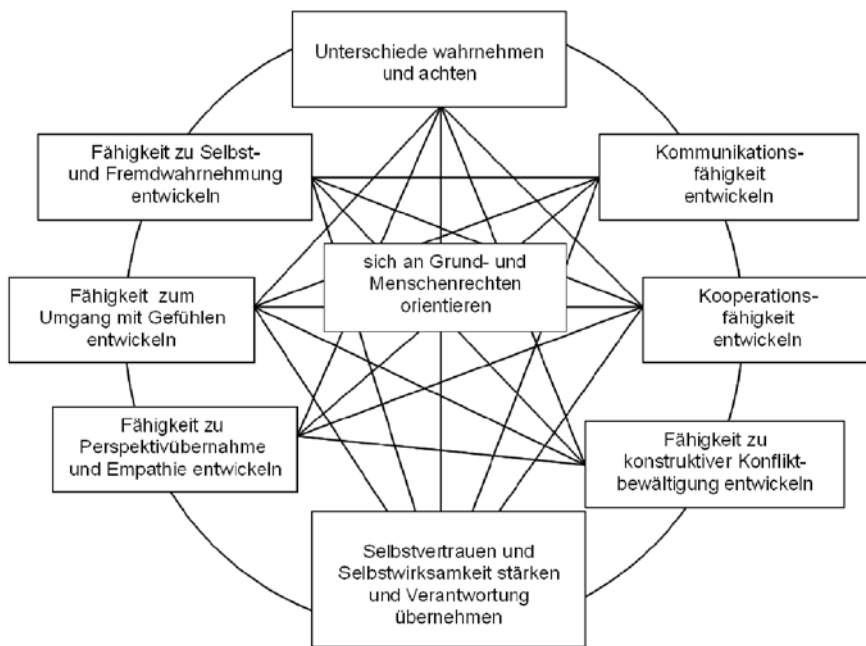 Unterschiede wahrnehmen
und achten
Fähigkeit zu Selbst-
und Fremdwahrnehmung
entwickeln
Kommunikations-
fähigkeit
entwickeln
sich an Grund- und
Menschenrechten
orientieren
Fähigkeit zum
Umgang mit Gefühlen
entwickeln
Kooperations-
fähigkeit
entwickeln
Fähigkeit zu
Perspektivübernahme
und Empathie entwickeln
Fähigkeit zu
konstruktiver Konflikt-
bewältigung entwickeln
Selbstvertrauen und
Selbstwirksamkeit stärken
und Verantwortung
übernehmen